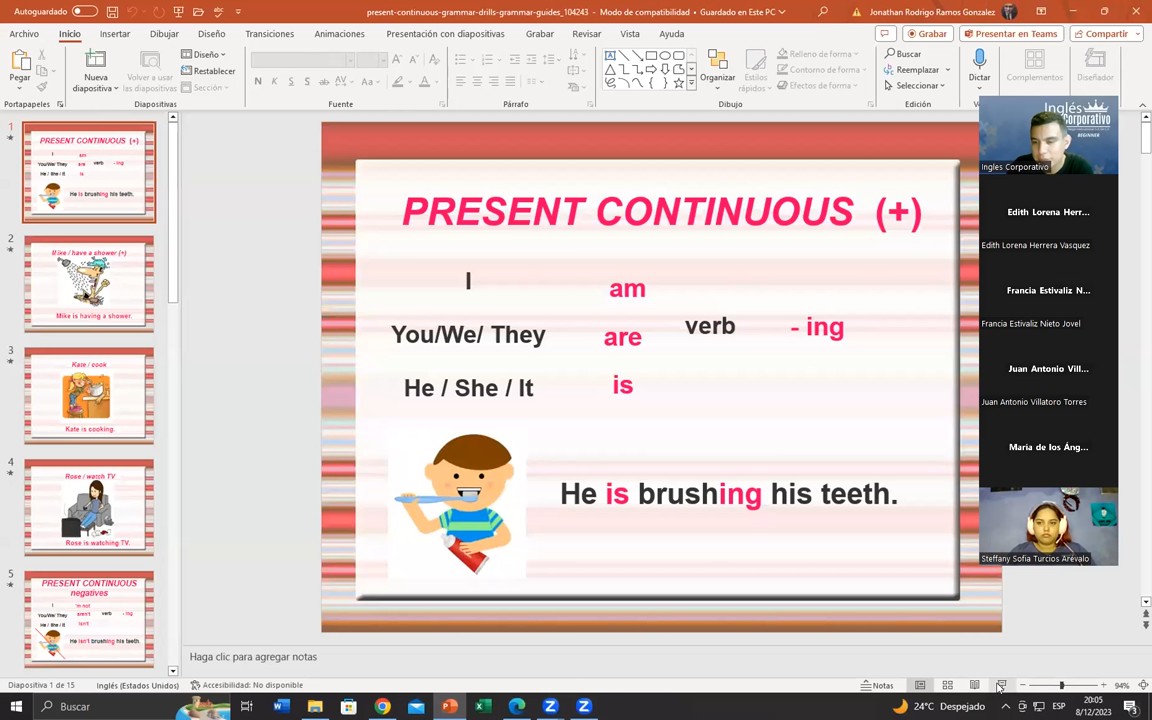 Autoguardado
present-continuous-grammar-drills-grammar-guides_104243 - Modo de compatibilidad • Guardado en Este PC
Jonathan Rodrigo Ramos Gonzalez
Archivo Inicio Insertar Dibujar Diseño Transiciones Animaciones Presentación con diapositivas Grabar Revisar Vista Ayuda
Grabar Presentar en Teams Compartir
Pegar
Nueva diapositiva
Volver a usar las diapositivas
Diseño
Restablecer
Sección
Organizar
Estilos rápidos
Relleno de forma
Contorno de forma
Efectos de forma
Buscar
Reemplazar
Seleccionar
Dictar
Complementos
Diseñador
Portapapeles Diapositivas Fuente Párrafo Dibujo Edición
1
PRESENT CONTINUOUS (+)
I am
You/We/ They are verb - ing
He / She / It is
He is brushing his teeth.
2
Mike / have a shower (+)
Mike is having a shower.
3
Kate / cook
Kate is cooking.
4
Rose / watch TV
Rose is watching TV.
5
PRESENT CONTINUOUS
negatives
I 'm not
You/We/ They aren't verb - ing
He / She / It isn't
He isn't brushing his teeth.
PRESENT CONTINUOUS (+)
I am
You/We/ They are verb - ing
He / She / It is
He is brushing his teeth.
Inglés
Corporativo
BEGINNER
Ingles Corporativo
Edith Lorena Herr...
Edith Lorena Herrera Vasquez
Francia Estivaliz N...
Francia Estivaliz Nieto Jovel
Juan Antonio Vill...
Juan Antonio Villatoro Torres
María de los Áng...
Steffany Sofia Turcios Arévalo
Haga clic para agregar notas
Diapositiva 1 de 15 Inglés (Estados Unidos) Accesibilidad: No disponible
Notas
94%
Buscar
24°C Despejado
ESP
20:05
8/12/2023
3